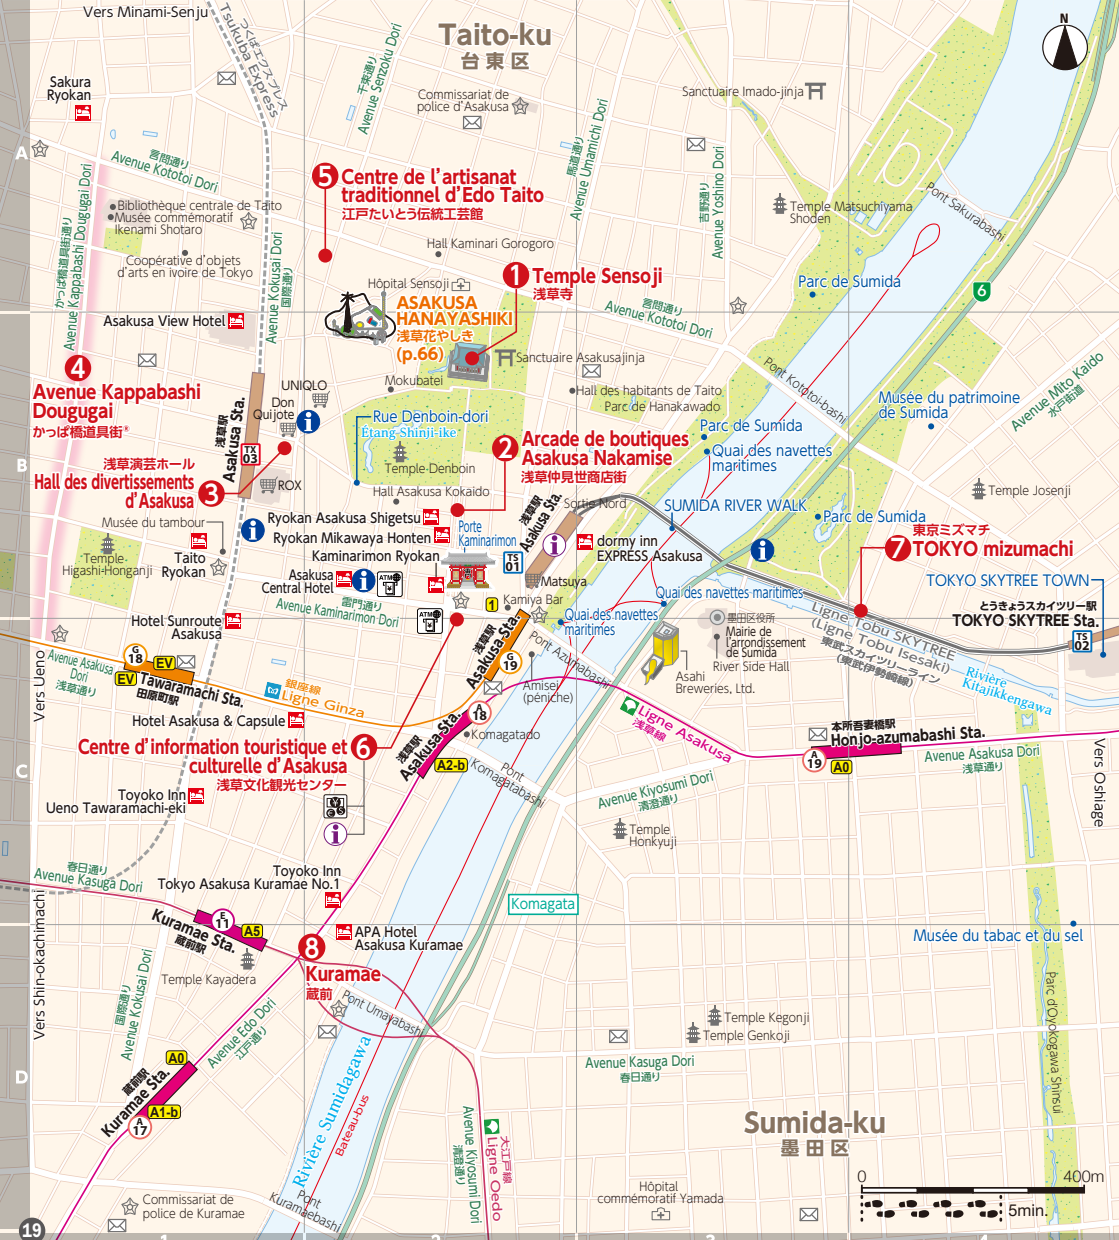 Vers Minami-Senju
つくばエクスプレス
Tsukuba Express
Taito-ku
台東区
N
Sakura
Ryokan
千束通り
Avenue Senzoku Dori
Commissariat de
police d'Asakusa
Sanctuaire Imado-jinja
A
言問通り
Avenue Kototoi Dori
馬道通り
Avenue Umamichi Dori
吉野通り
Avenue Yoshino Dori
5 Centre de l'artisanat
traditionnel d'Edo Taito
江戸たいとう伝統工芸館
Pont Sakurabashi
Temple Matsuchiyama
Shoden
かっぱ橋道具街通り
Avenue Kappabashi Dougugai Dori
Bibliothèque centrale de Taito
Musée commémoratif
Ikenami Shotaro
Coopérative d'objets
d'arts en ivoire de Tokyo
Avenue Kokusai Dori
国際通り
Hall Kaminari Gorogoro
1 Temple Sensoji
浅草寺
Hôpital Sensoji
ASAKUSA
HANAYASHIKI
浅草花やしき
(p.66)
Parc de Sumida
6
言問通り
Avenue Kototoi Dori
Asakusa View Hotel
Sanctuaire Asakusajinja
4
Avenue Kappabashi
Dougugai
かっぱ橋道具街®
UNIQLO
Don
Quijote
Mokubatei
Hall des habitants de Taito
Parc de Hanakawado
Pont Kototoi-bashi
Musée du patrimoine
de Sumida
Avenue Mito Kaido
水戸街道
浅草駅
Asakusa Sta.
TX
03
Rue Denboin-dori
Étang Shinji-ike
Temple-Denboin
2 Arcade de boutiques
Asakusa Nakamise
浅草仲見世商店街
Parc de Sumida
Quai des navettes
maritimes
B
浅草演芸ホール
Hall des divertissements
d'Asakusa
3
ROX
Hall Asakusa Kokaido
浅草駅
Asakusa Sta.
Sortie Nord
SUMIDA RIVER WALK
Temple Josenji
Parc de Sumida
Musée du tambour
Ryokan Asakusa Shigetsu
Ryokan Mikawaya Honten
Kaminarimon Ryokan
Porte
Kaminarimon
TS
01
dormy inn
EXPRESS Asakusa
東京ミズマチ
7 TOKYO mizumachi
Temple-
Higashi-Honganji
Taito
Ryokan
Asakusa
Central Hotel
ATM
Matsuya
TOKYO SKYTREE TOWN
Kamiya Bar
1
雷門通り
Avenue Kaminarimon Dori
ATM
Quai des navettes maritimes
Quai des navettes
maritimes
とうきょうスカイツリー駅
TOKYO SKYTREE Sta.
TS
02
Ligne Tobu SKYTREE
(Ligne Tobu Isesaki)
東武スカイツリーライン
(東武伊勢崎線)
Hotel Sunroute
Asakusa
墨田区役所
Mairie de
l'arrondissement
de Sumida
River Side Hall
浅草駅
Asakusa Sta.
G
19
Pont Azumabashi
Avenue Asakusa
Dori
浅草通り
G
18
EV
EV
Tawaramachi Sta.
田原町駅
銀座線
Ligne Ginza
Vers Ueno
Amisei
(péniche)
Asahi
Breweries, Ltd.
Rivière
Kitajikkengawa
Hotel Asakusa & Capsule
浅草駅
Asakusa Sta.
A
18
Komagatado
A2-b
Ligne Asakusa
浅草線
本所吾妻橋駅
Honjo-azumabashi Sta.
A
19
A0
Avenue Asakusa Dori
浅草通り
Vers Oshiage
Centre d'information touristique et
culturelle d'Asakusa
6
浅草文化観光センター
C
Pont
Komagatabashi
Avenue Kiyosumi Dori
清澄通り
Toyoko Inn
Ueno Tawaramachi-eki
Temple
Honkyuji
春日通り
Avenue Kasuga Dori
Toyoko Inn
Tokyo Asakusa Kuramae No.1
Komagata
Vers Shin-okachimachi
E
11
A5
Kuramae Sta.
蔵前駅
APA Hotel
Asakusa Kuramae
Musée du tabac et du sel
Temple Kayadera
8
Kuramae
蔵前
Pont Umayabashi
国際通り
Avenue Kokusai Dori
Avenue Edo Dori
江戸通り
Parc d'Oyokogawa Shinsui
Temple Kegonji
Temple Genkoji
Avenue Kasuga Dori
春日通り
A0
蔵前駅
Kuramae Sta.
A1-b
A
17
D
Rivière Sumidagawa
Bateau-bus
Avenue Kiyosumi Dori
清澄通り
大江戸線
Ligne Oedo
Sumida-ku
墨田区
0 400m
5min.
Pont
Kuramaebashi
Hôpital
commémoratif Yamada
Commissariat de
police de Kuramae
19
1 2 3 4